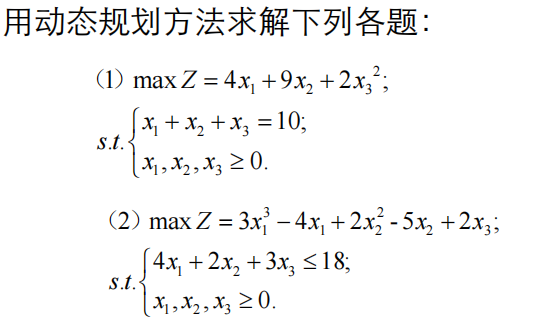 用动态规划方法求解下列各题：
（1）max Z = 4x₁ + 9x₂ + 2x₃²;
s.t. { x₁ + x₂ + x₃ = 10;
x₁, x₂, x₃ ≥ 0.
（2）max Z = 3x₁³ − 4x₁ + 2x₂² - 5x₂ + 2x₃;
s.t. { 4x₁ + 2x₂ + 3x₃ ≤ 18;
x₁, x₂, x₃ ≥ 0.